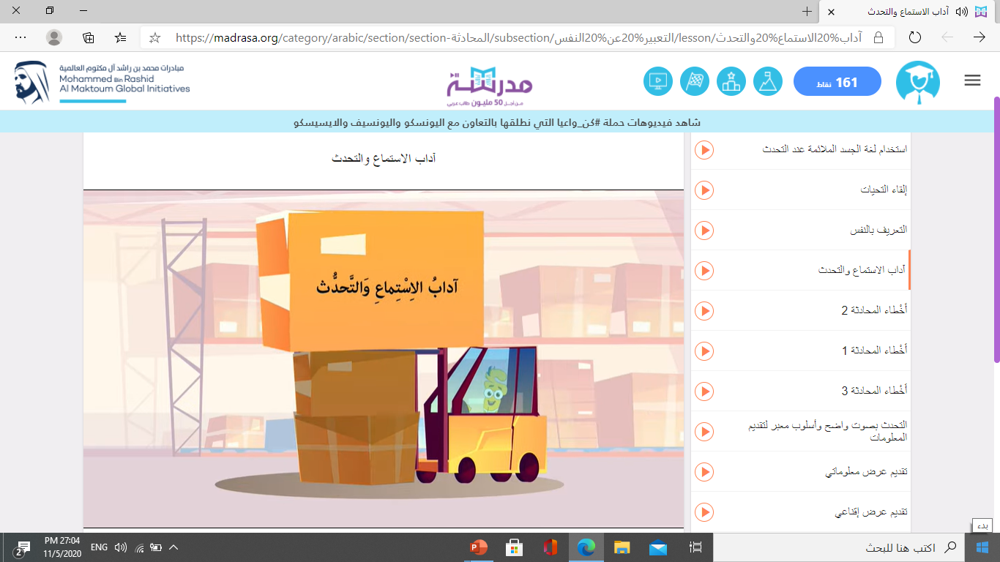 آداب الاستماع والتحدث
https://madrasa.org/category/arabic/section/section-المحادثة/subsection/التعبير%20عن%20النفس/lesson/آداب%20الاستماع%20والتحدث
161 نقاط
مدرسة
من أجل 50 مليون طالب عربي
مبادرات محمد بن راشد آل مكتوم العالمية
Mohammed Bin Rashid
Al Maktoum Global Initiatives
شاهد فيديوهات حملة #كن_واعيا التي نطلقها بالتعاون مع اليونسكو واليونسيف والايسيسكو
استخدام لغة الجسد الملائمة عند التحدث
إلقاء التحيات
التعريف بالنفس
آداب الاستماع والتحدث
أخْطاء المحادثة 2
أخْطاء المحادثة 1
أخْطاء المحادثة 3
التحدث بصوت واضح وأسلوب معبر لتقديم
المعلومات
تقديم عرض معلوماتي
تقديم عرض إقناعي
آداب الاستماع والتحدث
آدابُ الاِسْتِماعِ وَالتَّحَدُّث
بدء
اكتب هنا للبحث
ENG
PM 27:04
11/5/2020
2